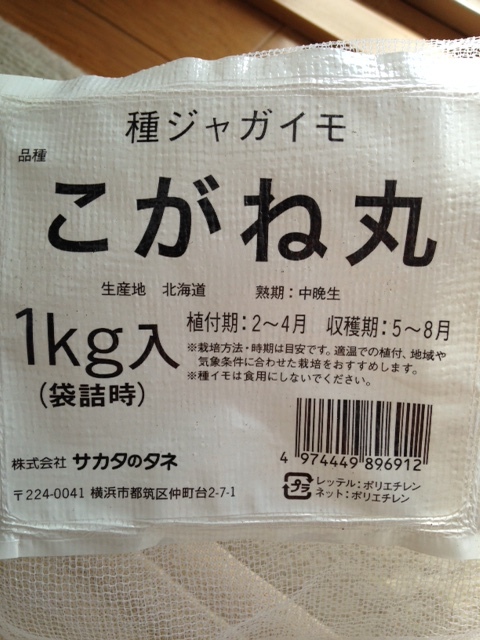 種ジャガイモ
品種
こがね丸
生産地 北海道 熟期:中晩生
1kg入
(袋詰時)
植付期:2~4月 収穫期:5~8月
※栽培方法・時期は目安です。適温での植付、地域や
気象条件に合わせた栽培をおすすめします。
※種イモは食用にしないでください。
4 974449 896912
株式会社 サカタのタネ
〒224-0041 横浜市都筑区仲町台2-7-1
プラ
レッテル:ポリエチレン
ネット:ポリエチレン